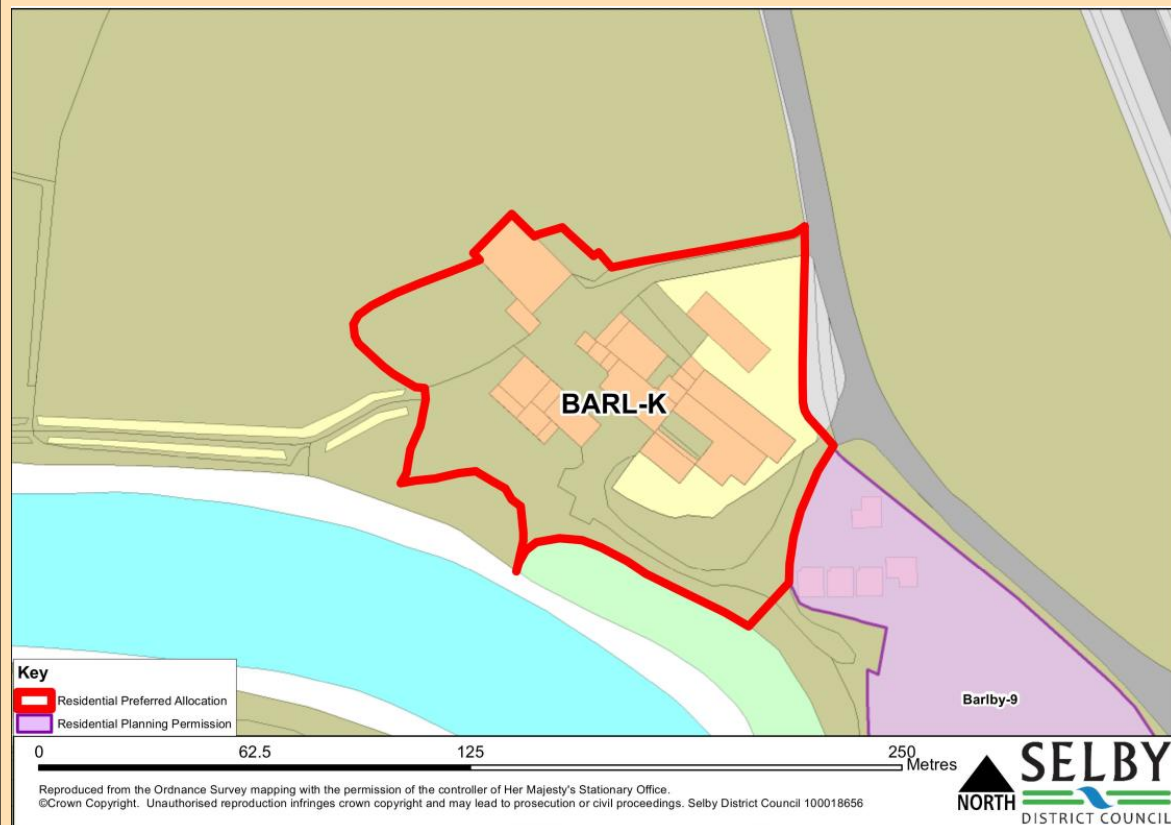 BARL-K
Barlby-9
Key
Residential Preferred Allocation
Residential Planning Permission
0 62.5 125 250
Metres
Reproduced from the Ordnance Survey mapping with the permission of the controller of Her Majesty's Stationary Office.
©Crown Copyright. Unauthorised reproduction infringes crown copyright and may lead to prosecution or civil proceedings. Selby District Council 100018656
NORTH
SELBY
DISTRICT COUNCIL